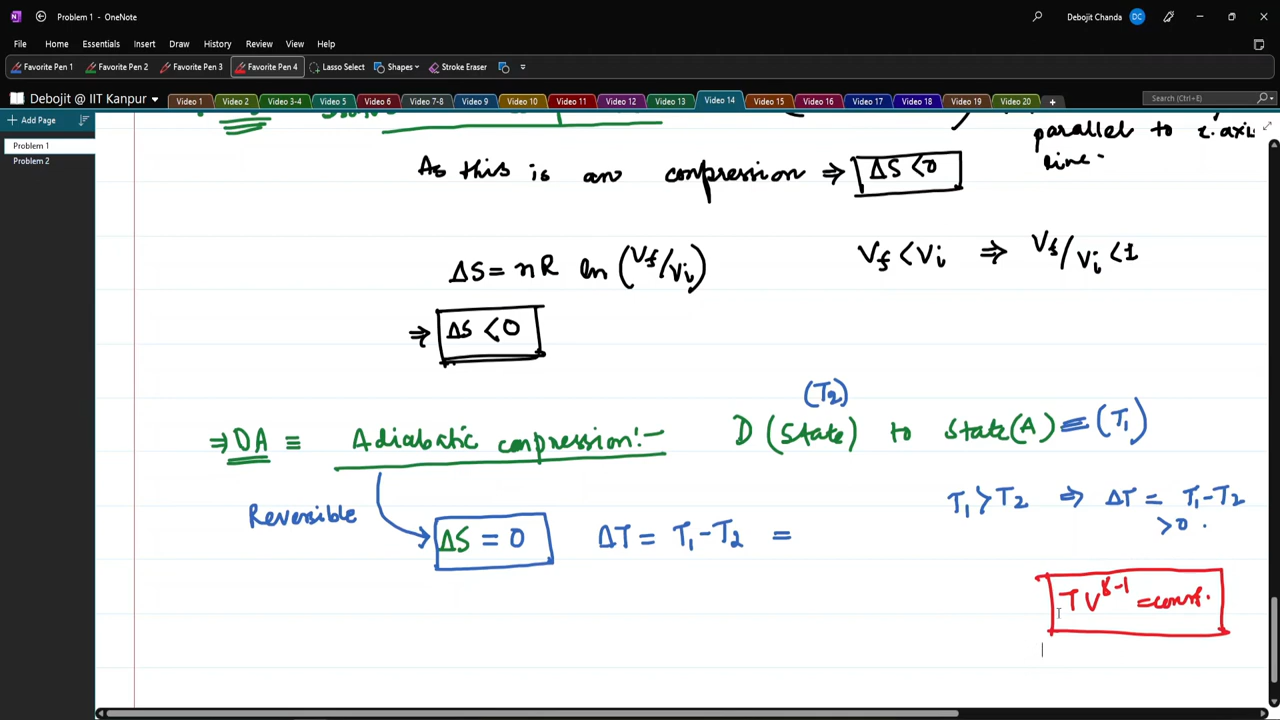 Problem 1 - OneNote
Debojit Chanda DC
File Home Essentials Insert Draw History Review View Help
Favorite Pen 1 Favorite Pen 2 Favorite Pen 3 Favorite Pen 4 Lasso Select Shapes Stroke Eraser
Debojit @ IIT Kanpur Video 1 Video 2 Video 3-4 Video 5 Video 6 Video 7-8 Video 9 Video 10 Video 11 Video 12 Video 13 Video 14 Video 15 Video 16 Video 17 Video 18 Video 19 Video 20 + Search (Ctrl+E)
Add Page
Problem 1
Problem 2
parallel to
line.
As this is an compression ⇒ ΔS <0
ΔS = nR ln (Vf/Vi) Vf < Vi ⇒ Vf/Vi <1
⇒ ΔS <0
(T2)
⇒ DA ≡ Adiabatic compression:- D (State) to State(A) = (T1)
Reversible
T1 > T2 ⇒ ΔT = T1-T2
>0.
ΔS = 0 ΔT = T1-T2 =
TV^γ-1 = const.